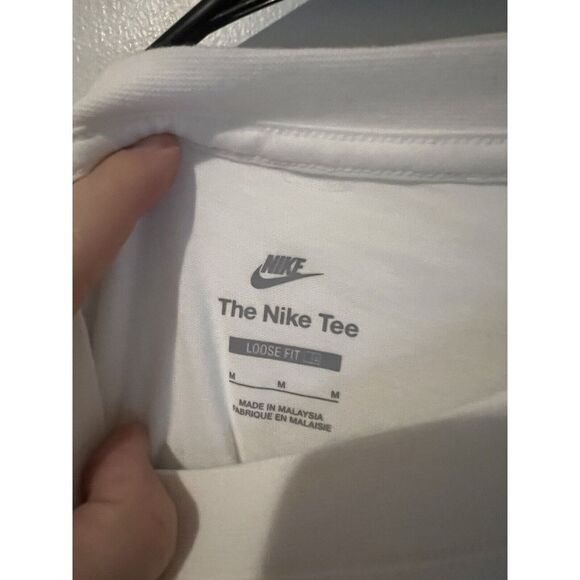 NIKE
The Nike Tee
LOOSE FIT
M M M
MADE IN MALAYSIA
FABRIQUE EN MALAISIE